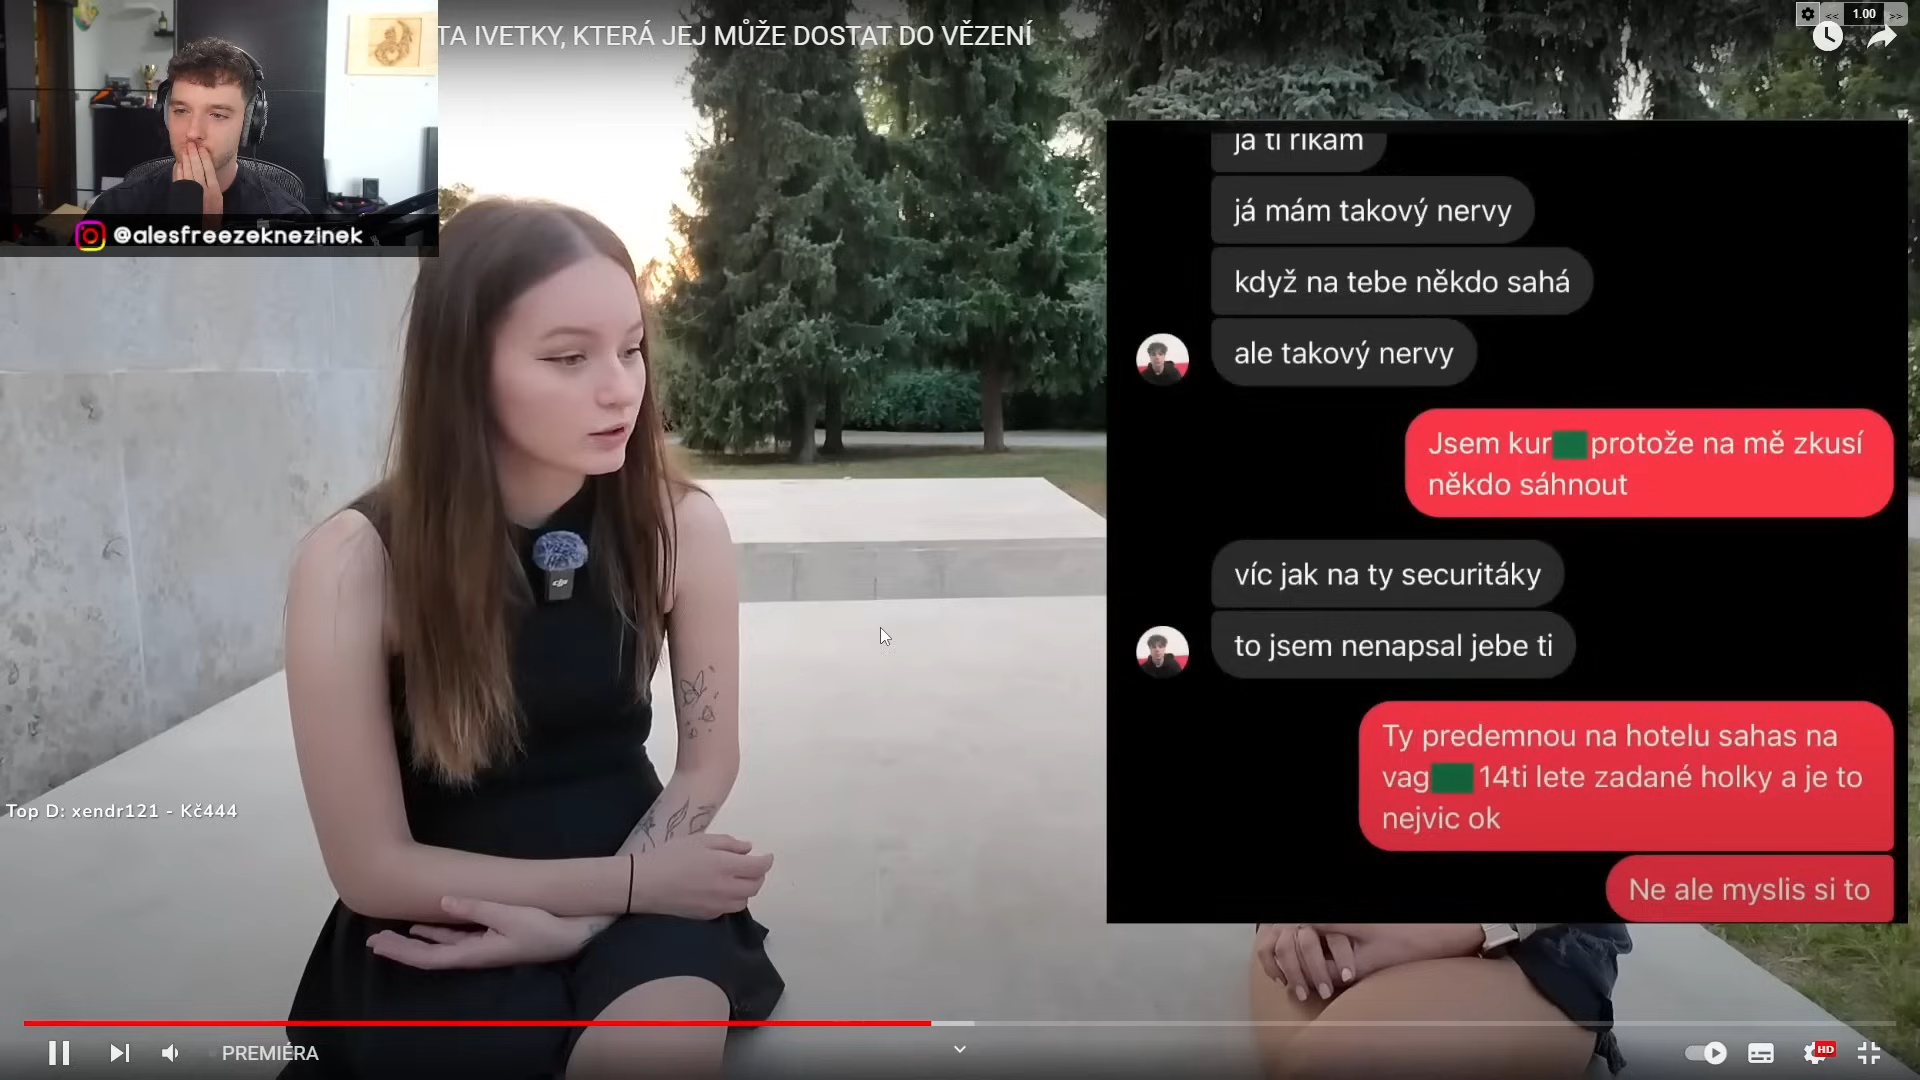 TA IVETKY, KTERÁ JEJ MŮŽE DOSTAT DO VĚZENÍ
<< 1.00 >>
@alesfreezeknezinek
já ti říkám
já mám takový nervy
když na tebe někdo sahá
ale takový nervy
Jsem kur protože na mě zkusí
někdo sáhnout
víc jak na ty securitáky
to jsem nenapsal jebe ti
Ty predemnou na hotelu sahas na
vag 14ti lete zadané holky a je to
nejvic ok
Ne ale myslis si to
Top D: xendr121 - Kč444
PREMIÉRA
HD